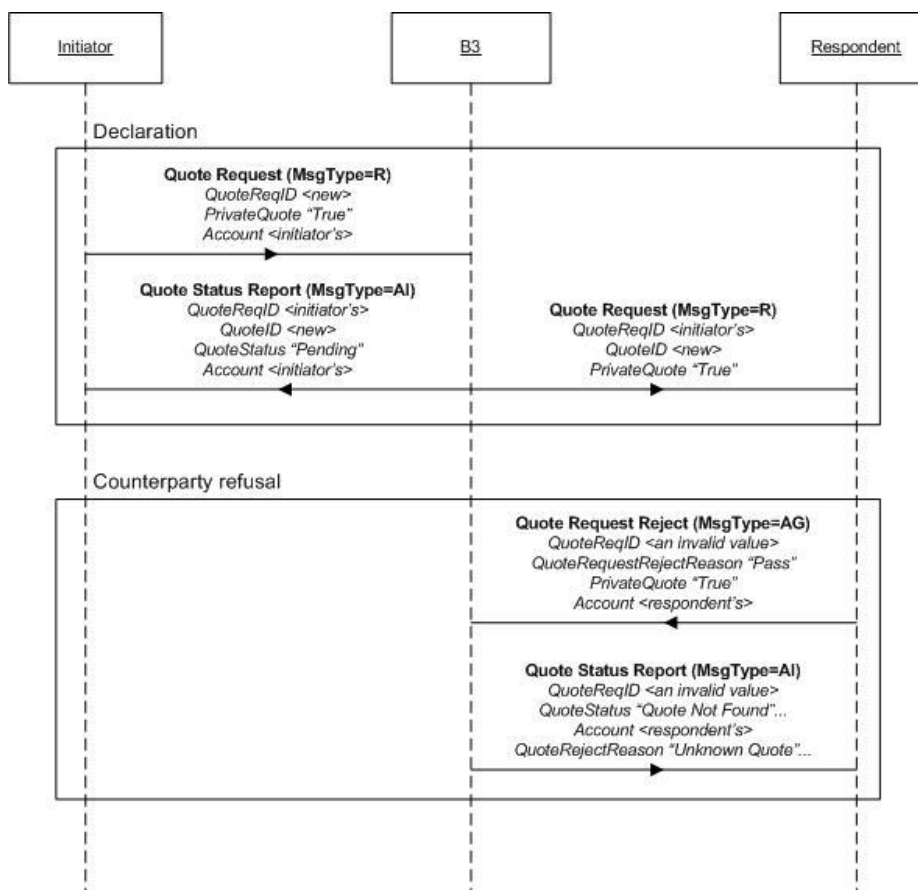 Initiator
B3
Respondent
Declaration
Quote Request (MsgType=R)
QuoteReqID <new>
PrivateQuote “True”
Account <initiator’s>
Quote Status Report (MsgType=AI)
QuoteReqID <initiator’s>
QuoteID <new>
QuoteStatus “Pending”
Account <initiator’s>
Quote Request (MsgType=R)
QuoteReqID <initiator’s>
QuoteID <new>
PrivateQuote “True”
Counterparty refusal
Quote Request Reject (MsgType=AG)
QuoteReqID <an invalid value>
QuoteRequestRejectReason “Pass”
PrivateQuote “True”
Account <respondent’s>
Quote Status Report (MsgType=AI)
QuoteReqID <an invalid value>
QuoteStatus “Quote Not Found”...
Account <respondent’s>
QuoteRejectReason “Unknown Quote”...